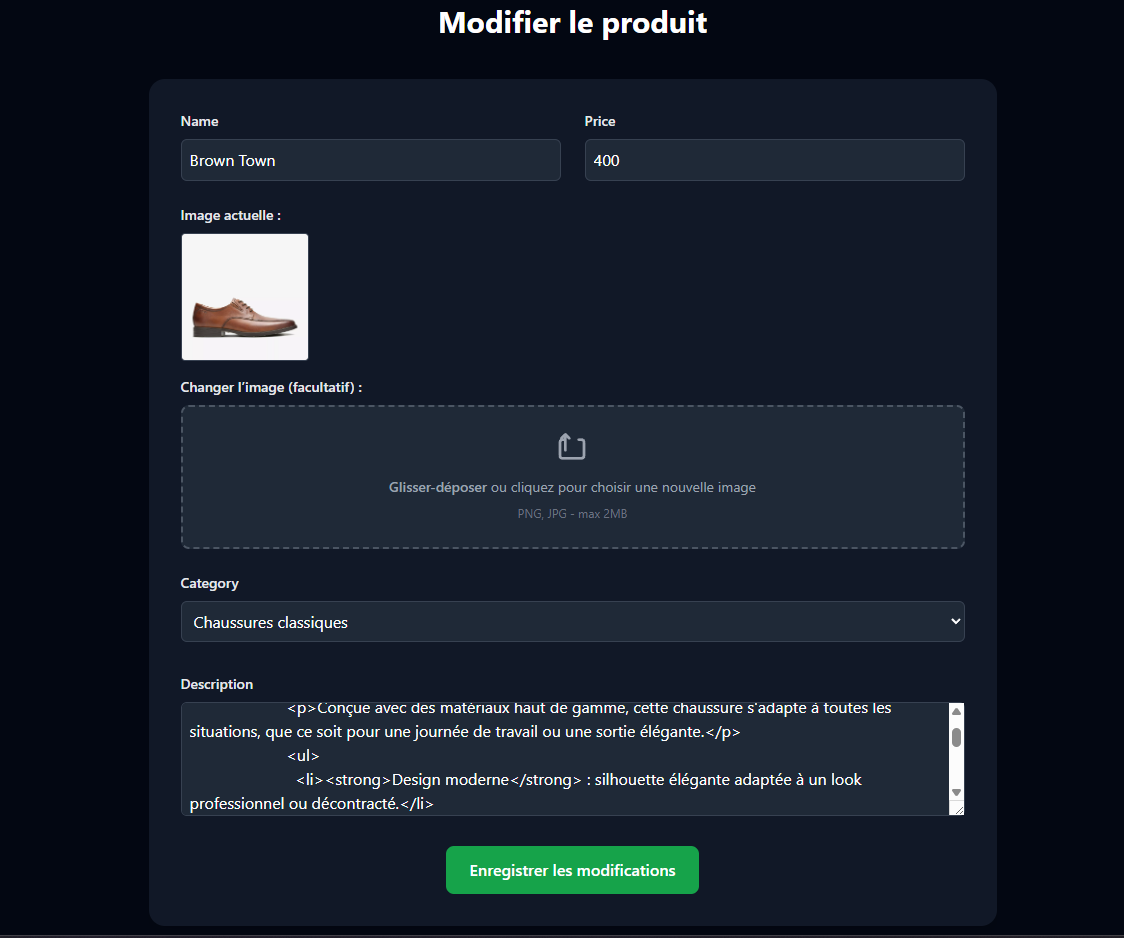 Modifier le produit
Name
Price
Brown Town
400
Image actuelle :
Changer l'image (facultatif) :
Glisser-déposer ou cliquez pour choisir une nouvelle image
PNG, JPG - max 2MB
Category
Chaussures classiques
Description
<p>Conçue avec des matériaux haut de gamme, cette chaussure s'adapte à toutes les
situations, que ce soit pour une journée de travail ou une sortie élégante.</p>
<ul>
<li><strong>Design moderne</strong> : silhouette élégante adaptée à un look
professionnel ou décontracté.</li>
Enregistrer les modifications